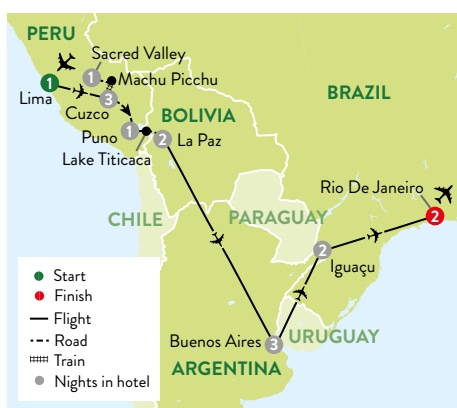 PERU
Sacred Valley
1
Machu Picchu
1
Lima
3
Cuzco
BOLIVIA
BRAZIL
Puno
1
2
La Paz
Lake Titicaca
Rio De Janeiro
2
CHILE
PARAGUAY
2
Iguaçu
Start
Finish
Flight
Road
Train
Nights in hotel
Buenos Aires
3
URUGUAY
ARGENTINA